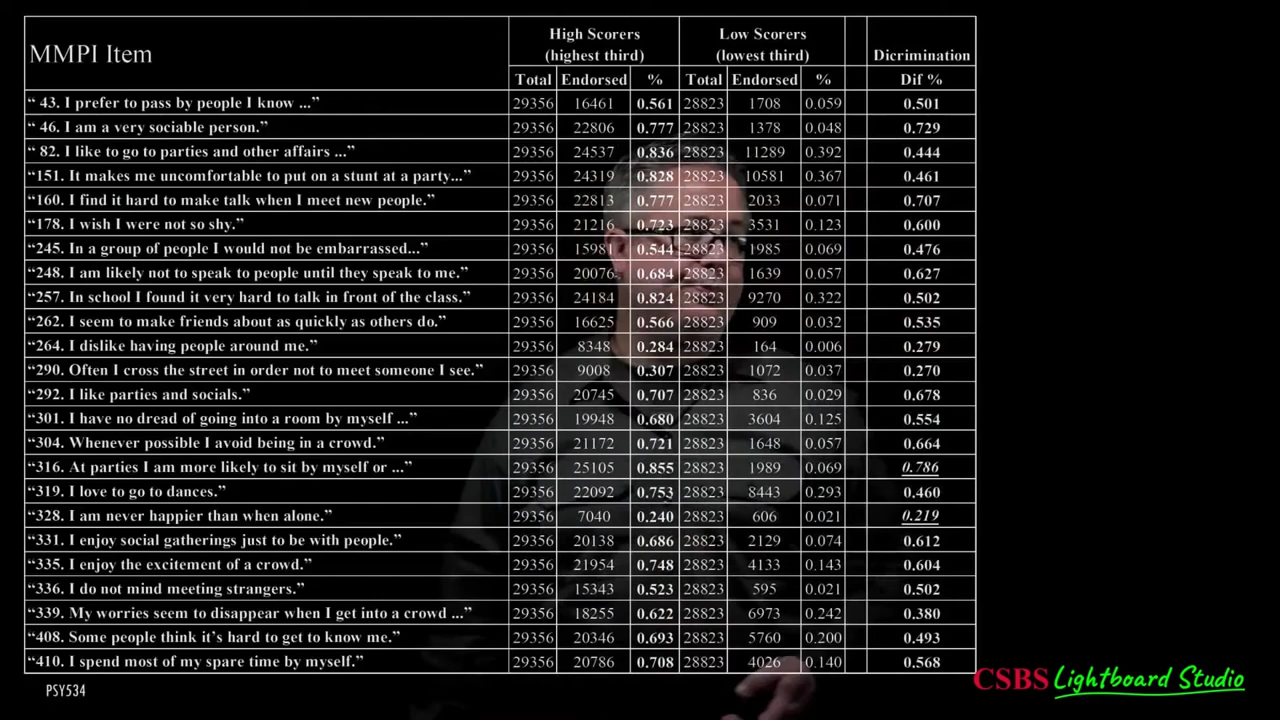 MMPI Item | High Scorers (highest third) | Low Scorers (lowest third) | Dicrimination
Total | Endorsed | % | Total | Endorsed | % | Dif %
“ 43. I prefer to pass by people I know ...” | 29356 | 16461 | 0.561 | 28823 | 1708 | 0.059 | 0.501
“ 46. I am a very sociable person.” | 29356 | 22806 | 0.777 | 28823 | 1378 | 0.048 | 0.729
“ 82. I like to go to parties and other affairs ...” | 29356 | 24537 | 0.836 | 28823 | 11289 | 0.392 | 0.444
“151. It makes me uncomfortable to put on a stunt at a party...” | 29356 | 24319 | 0.828 | 28823 | 10581 | 0.367 | 0.461
“160. I find it hard to make talk when I meet new people.” | 29356 | 22813 | 0.777 | 28823 | 2033 | 0.071 | 0.707
“178. I wish I were not so shy.” | 29356 | 21216 | 0.723 | 28823 | 3531 | 0.123 | 0.600
“245. In a group of people I would not be embarrassed...” | 29356 | 15981 | 0.544 | 28823 | 1985 | 0.069 | 0.476
“248. I am likely not to speak to people until they speak to me.” | 29356 | 20076 | 0.684 | 28823 | 1639 | 0.057 | 0.627
“257. In school I found it very hard to talk in front of the class.” | 29356 | 24184 | 0.824 | 28823 | 9270 | 0.322 | 0.502
“262. I seem to make friends about as quickly as others do.” | 29356 | 16625 | 0.566 | 28823 | 909 | 0.032 | 0.535
“264. I dislike having people around me.” | 29356 | 8348 | 0.284 | 28823 | 164 | 0.006 | 0.279
“290. Often I cross the street in order not to meet someone I see.” | 29356 | 9008 | 0.307 | 28823 | 1072 | 0.037 | 0.270
“292. I like parties and socials.” | 29356 | 20745 | 0.707 | 28823 | 836 | 0.029 | 0.678
“301. I have no dread of going into a room by myself ...” | 29356 | 19948 | 0.680 | 28823 | 3604 | 0.125 | 0.554
“304. Whenever possible I avoid being in a crowd.” | 29356 | 21172 | 0.721 | 28823 | 1648 | 0.057 | 0.664
“316. At parties I am more likely to sit by myself or ...” | 29356 | 25105 | 0.855 | 28823 | 1989 | 0.069 | 0.786
“319. I love to go to dances.” | 29356 | 22092 | 0.753 | 28823 | 8443 | 0.293 | 0.460
“328. I am never happier than when alone.” | 29356 | 7040 | 0.240 | 28823 | 606 | 0.021 | 0.219
“331. I enjoy social gatherings just to be with people.” | 29356 | 20138 | 0.686 | 28823 | 2129 | 0.074 | 0.612
“335. I enjoy the excitement of a crowd.” | 29356 | 21954 | 0.748 | 28823 | 4133 | 0.143 | 0.604
“336. I do not mind meeting strangers.” | 29356 | 15343 | 0.523 | 28823 | 595 | 0.021 | 0.502
“339. My worries seem to disappear when I get into a crowd ...” | 29356 | 18255 | 0.622 | 28823 | 6973 | 0.242 | 0.380
“408. Some people think it’s hard to get to know me.” | 29356 | 20346 | 0.693 | 28823 | 5760 | 0.200 | 0.493
“410. I spend most of my spare time by myself.” | 29356 | 20786 | 0.708 | 28823 | 4026 | 0.140 | 0.568
PSY534
CSBS Lightboard Studio